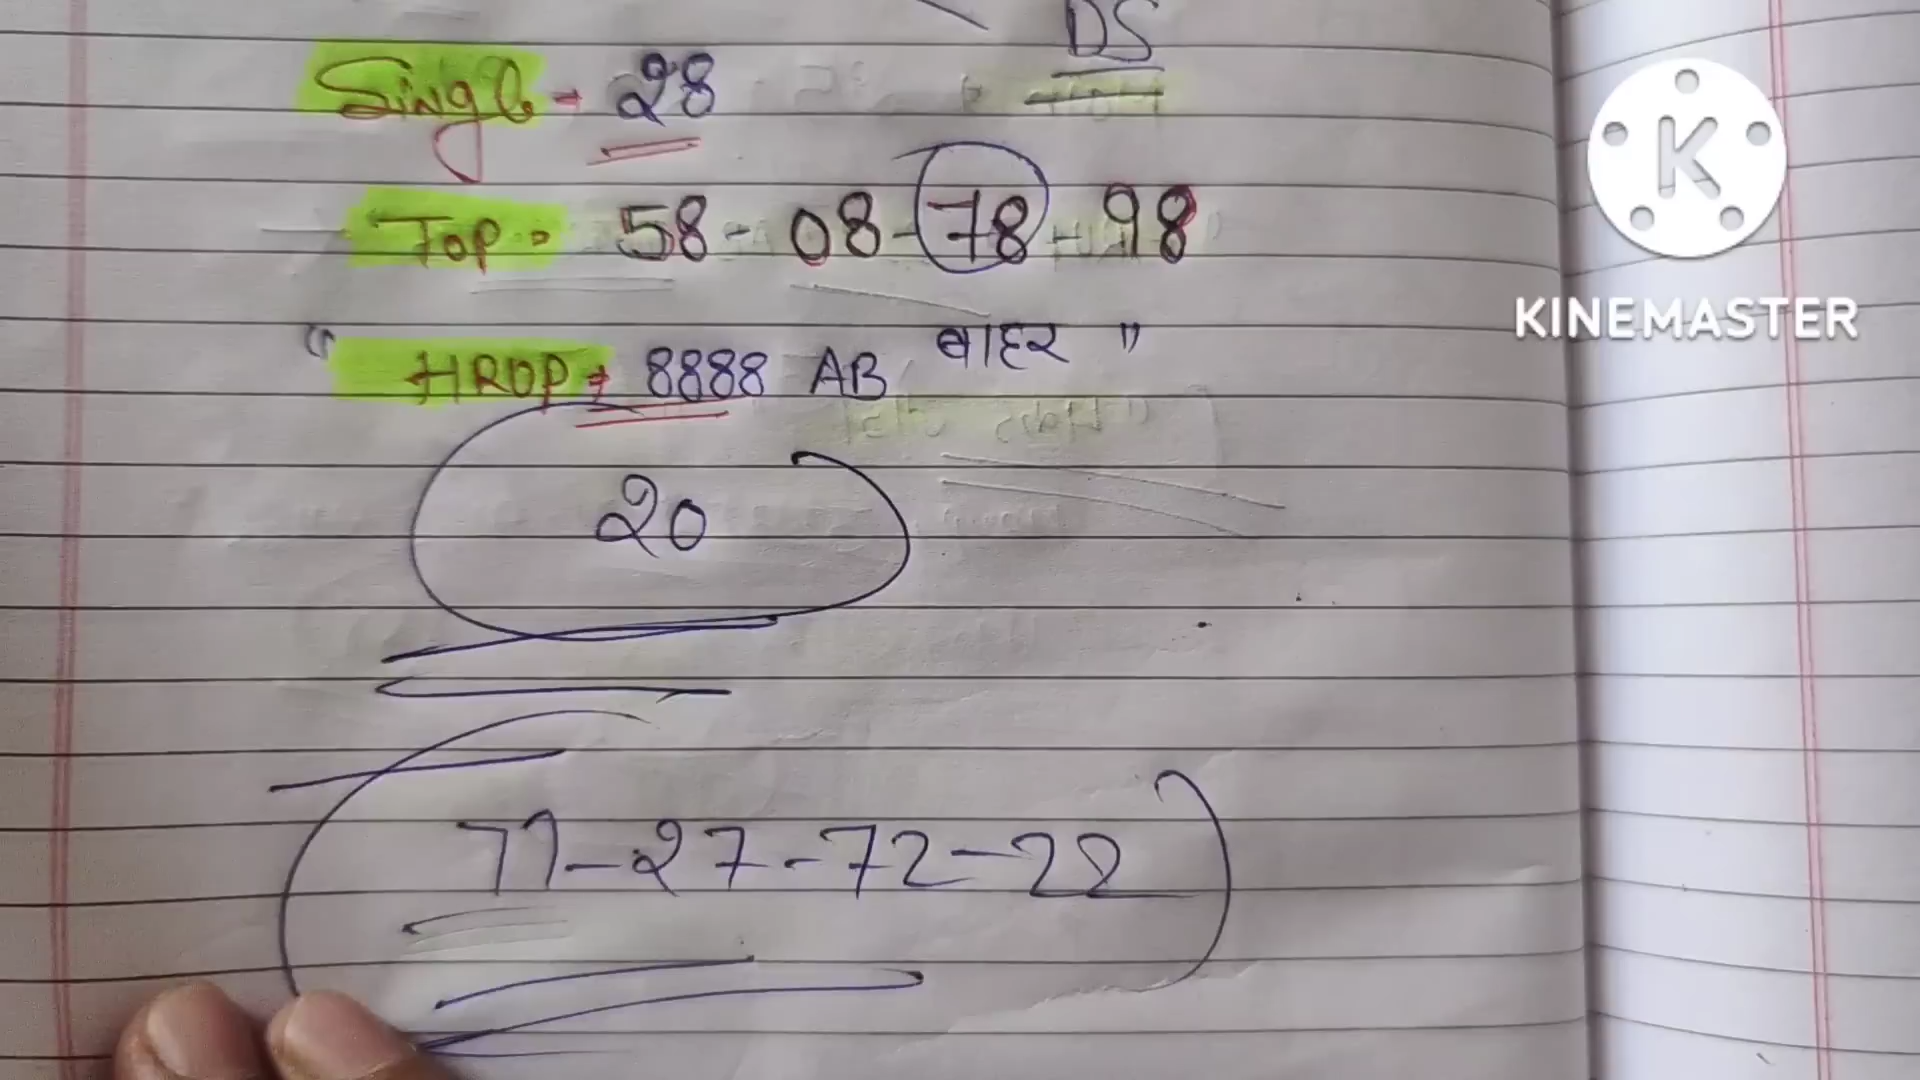 DS
Single → 28
Top = 58 - 08 - 78 - 98
" HROP → 8888 AB बाहर "
20
77 - 27 - 72 - 22
K
KINEMASTER